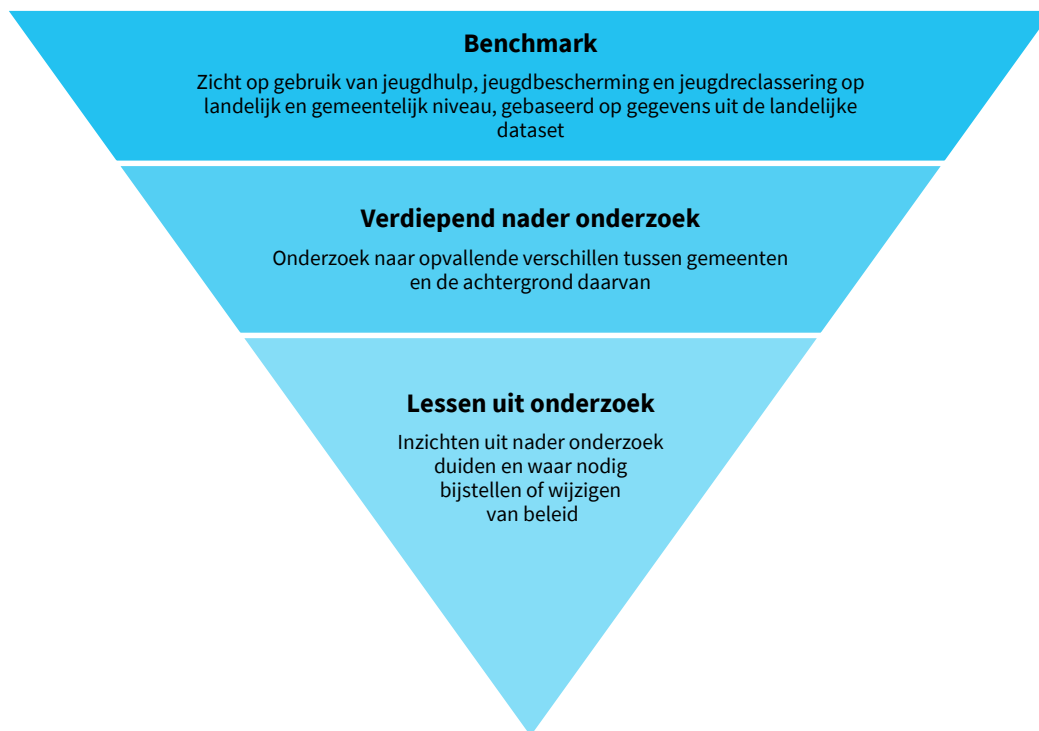 Benchmark
Zicht op gebruik van jeugdhulp, jeugdbescherming en jeugdreclassering op
landelijk en gemeentelijk niveau, gebaseerd op gegevens uit de landelijke
dataset
Verdiepend nader onderzoek
Onderzoek naar opvallende verschillen tussen gemeenten
en de achtergrond daarvan
Lessen uit onderzoek
Inzichten uit nader onderzoek
duiden en waar nodig
bijstellen of wijzigen
van beleid